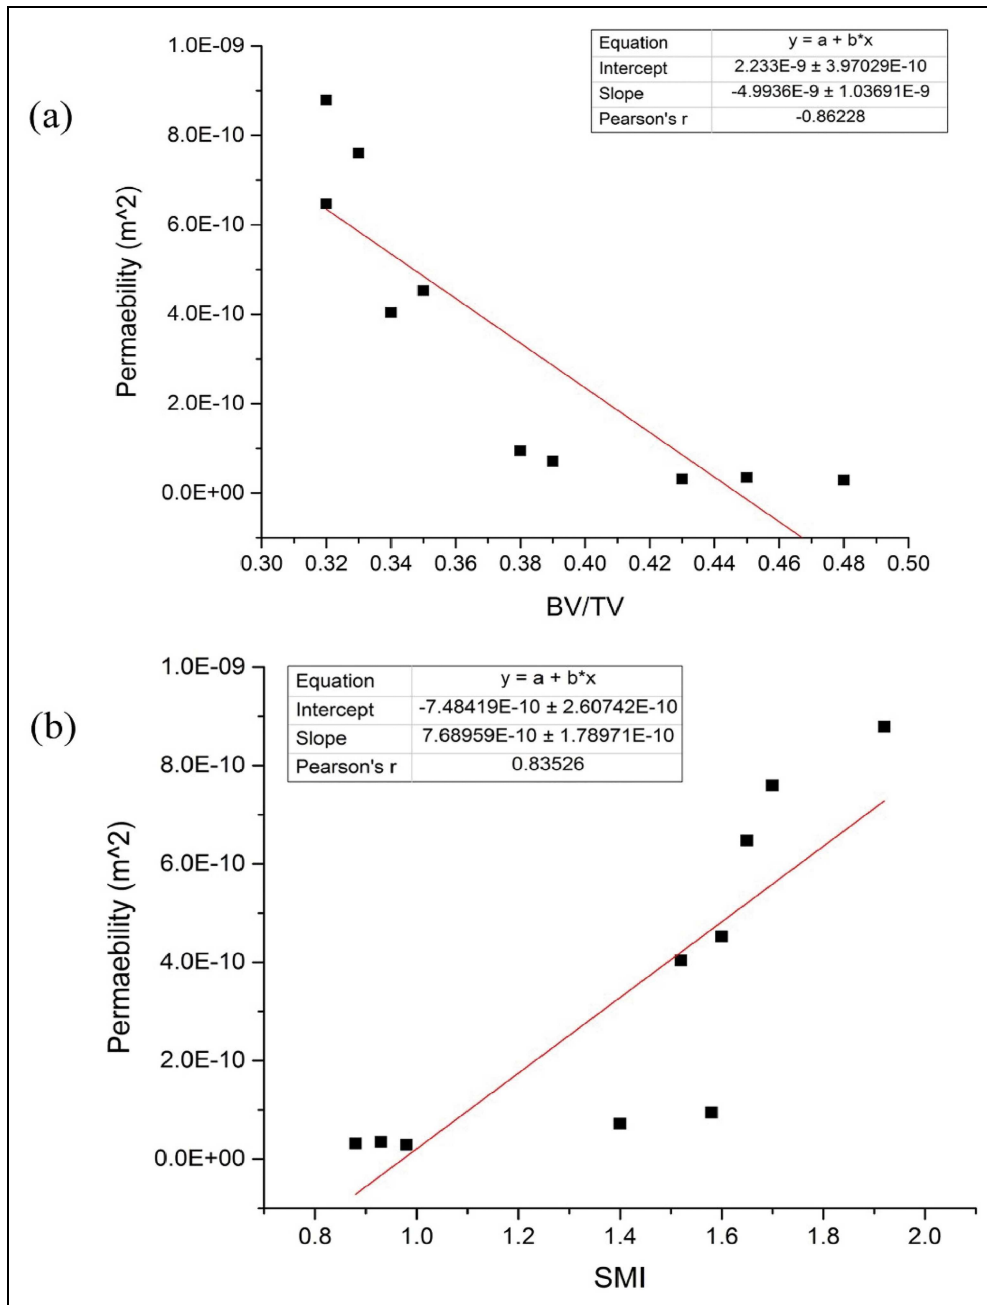 (a)
Equation y = a + b*x
Intercept 2.233E-9 ± 3.97029E-10
Slope -4.9936E-9 ± 1.03691E-9
Pearson's r -0.86228
1.0E-09
8.0E-10
6.0E-10
4.0E-10
2.0E-10
0.0E+00
Permaebility (m^2)
0.30 0.32 0.34 0.36 0.38 0.40 0.42 0.44 0.46 0.48 0.50
BV/TV
(b)
Equation y = a + b*x
Intercept -7.48419E-10 ± 2.60742E-10
Slope 7.68959E-10 ± 1.78971E-10
Pearson's r 0.83526
1.0E-09
8.0E-10
6.0E-10
4.0E-10
2.0E-10
0.0E+00
Permaebility (m^2)
0.8 1.0 1.2 1.4 1.6 1.8 2.0
SMI